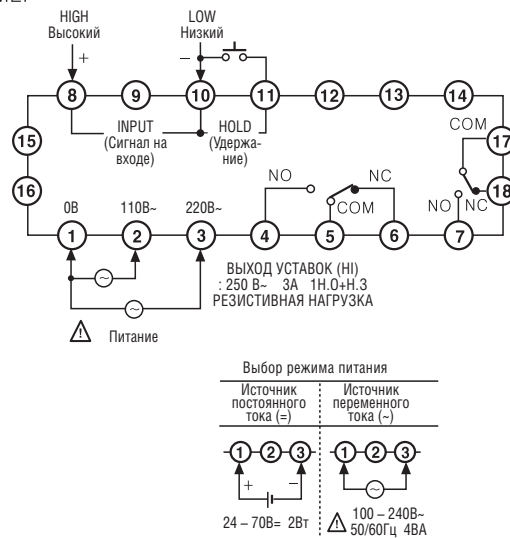 HIGH
Высокий
LOW
Низкий
+
−
8
9
10
11
12
13
14
INPUT
(Сигнал на
входе)
HOLD
(Удержа-
ние)
COM
15
17
16
18
NO
NC
COM
NO
NC
0В
110В~
220В~
1
2
3
4
5
6
7
~
~
ВЫХОД УСТАВОК (HI)
: 250 В~ 3А 1Н.О+Н.З
РЕЗИСТИВНАЯ НАГРУЗКА
! Питание
Выбор режима питания
Источник
постоянного
тока (=)
Источник
переменного
тока (~)
1
2
3
1
2
3
+
−
~
24 – 70В= 2Вт
! 100 – 240В~
50/60Гц 4ВА